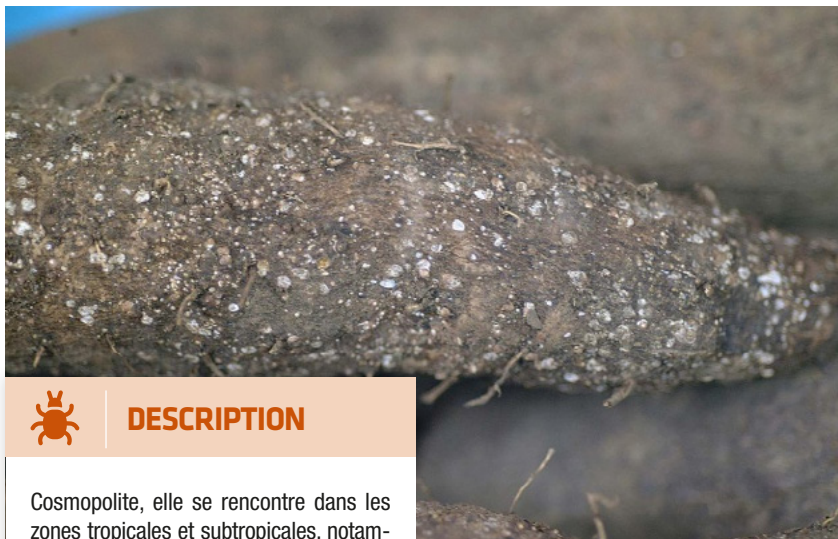 DESCRIPTION
Cosmopolite, elle se rencontre dans les
zones tropicales et subtropicales, notam-